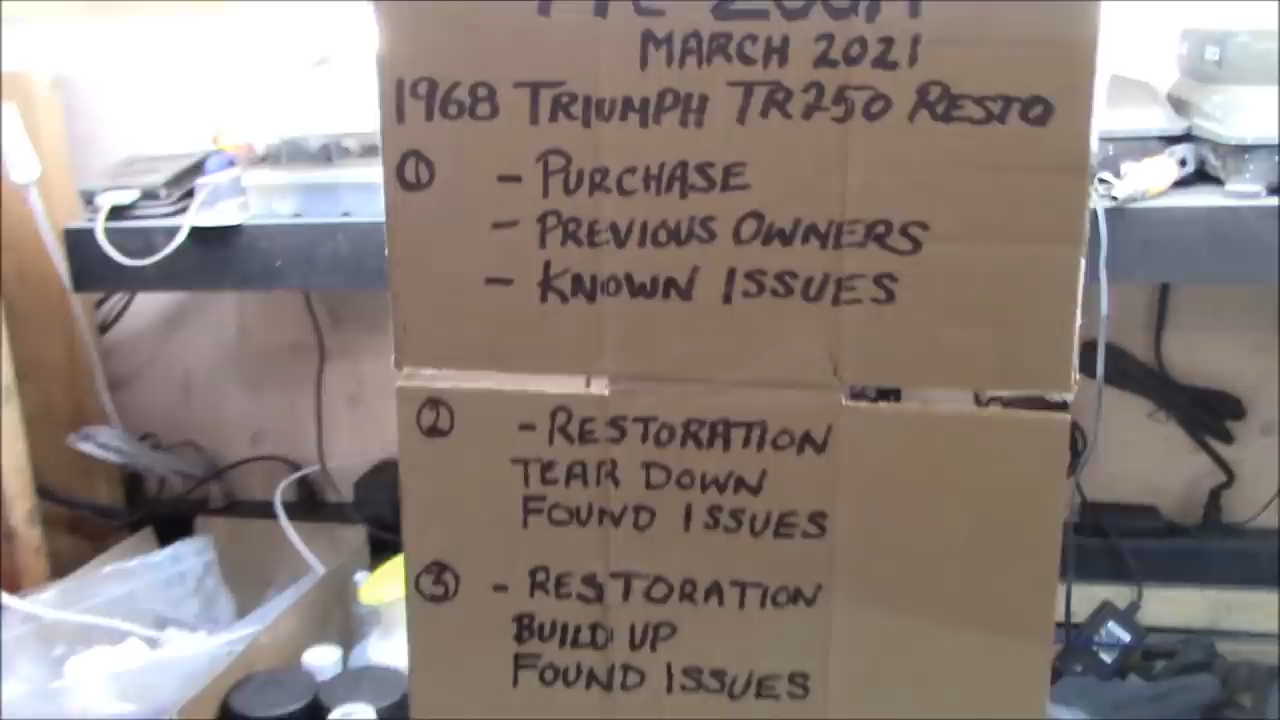 MARCH 2021
1968 TRIUMPH TR250 RESTO
① - PURCHASE
- PREVIOUS OWNERS
- KNOWN ISSUES
② - RESTORATION
TEAR DOWN
FOUND ISSUES
③ - RESTORATION
BUILD UP
FOUND ISSUES